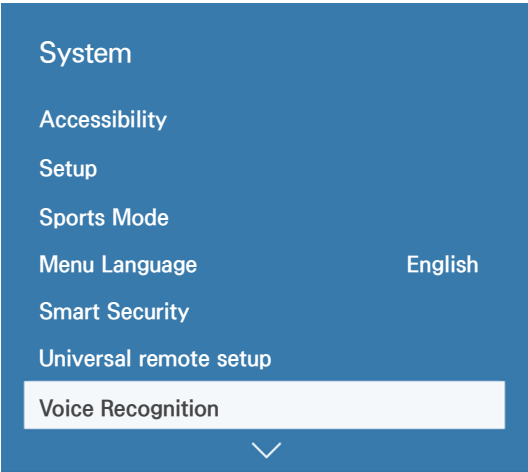 System
Accessibility
Setup
Sports Mode
Menu Language English
Smart Security
Universal remote setup
Voice Recognition